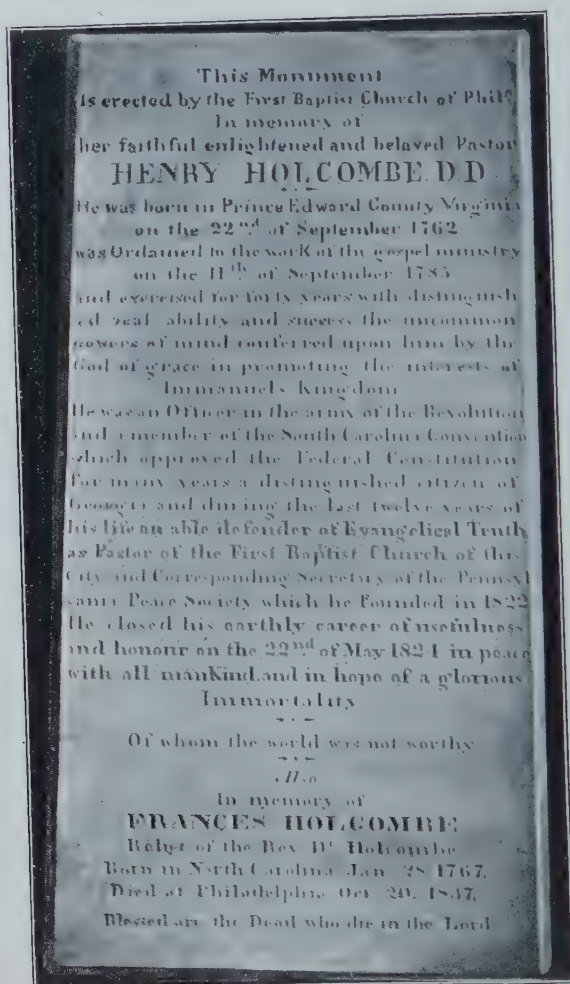 This Monument
is erected by the First Baptist Church of Philª
In memory of
her faithful enlightened and beloved Pastor
HENRY HOLCOMBE D.D
He was born in Prince Edward County Virginia
on the 22nd of September 1762
was Ordained to the work of the gospel ministry
on the 11th of September 1785
and exercised for forty years with distinguish
ed zeal ability and success the uncommon
powers of mind conferred upon him by the
God of grace in promoting the interests of
Immanuels Kingdom
He was an Officer in the army of the Revolution
and a member of the South Carolina Convention
which approved the Federal Constitution
for many years a distinguished citizen of
Georgia and during the last twelve years of
his life an able defender of Evangelical Truth
as Pastor of the First Baptist Church of this
City and Corresponding Secretary of the Pennsyl
vania Peace Society which he Founded in 1822
He closed his earthly career of usefulness
and honour on the 22nd of May 1824 in peace
with all mankind and in hope of a glorious
Immortality
Of whom the world was not worthy
Also
In memory of
FRANCES HOLCOMBE
Relict of the Rev Dr Holcombe
Born in North Carolina Jan 28 1767.
Died at Philadelphia Oct 20. 1837,
Blessed are the Dead who die in the Lord